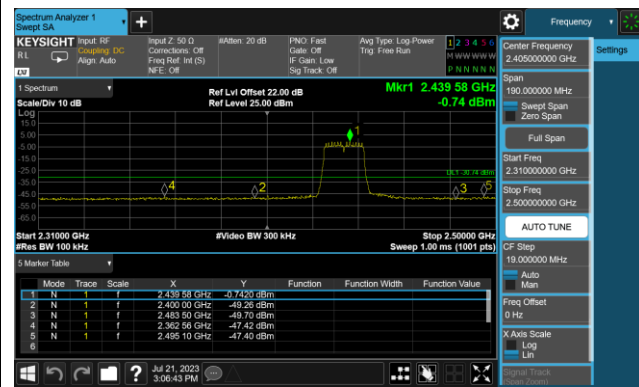 Spectrum Analyzer 1
Swept SA
Frequency
KEYSIGHT
RL
LXI
Input: RF
Coupling: DC
Align: Auto
Input Z: 50 Ω
Corrections: Off
Freq Ref: Int (S)
NFE: Off
#Atten: 20 dB
PNO: Fast
Gate: Off
IF Gain: Low
Sig Track: Off
Avg Type: Log-Power
Trig: Free Run
1 2 3 4 5 6
M W W W W W
P N N N N N
1 Spectrum
Scale/Div 10 dB
Log
Ref Lvl Offset 22.00 dB
Ref Level 25.00 dBm
Mkr1 2.439 58 GHz
-0.74 dBm
15.0
5.00
-5.00
-15.0
-25.0
-35.0
-45.0
-55.0
-65.0
1
DL1 -30.74 dBm
4
2
3
5
Start 2.31000 GHz
#Res BW 100 kHz
#Video BW 300 kHz
Stop 2.50000 GHz
Sweep 1.00 ms (1001 pts)
5 Marker Table
Mode Trace Scale X Y Function Function Width Function Value
1 N 1 f 2.439 58 GHz -0.7420 dBm
2 N 1 f 2.400 00 GHz -49.26 dBm
3 N 1 f 2.483 50 GHz -49.70 dBm
4 N 1 f 2.362 56 GHz -47.42 dBm
5 N 1 f 2.495 10 GHz -47.40 dBm
6
Jul 21, 2023
3:06:43 PM
Settings
Center Frequency
2.405000000 GHz
Span
190.000000 MHz
Swept Span
Zero Span
Full Span
Start Freq
2.310000000 GHz
Stop Freq
2.500000000 GHz
AUTO TUNE
CF Step
19.000000 MHz
Auto
Man
Freq Offset
0 Hz
X Axis Scale
Log
Lin
Signal Track
(Span Zoom)